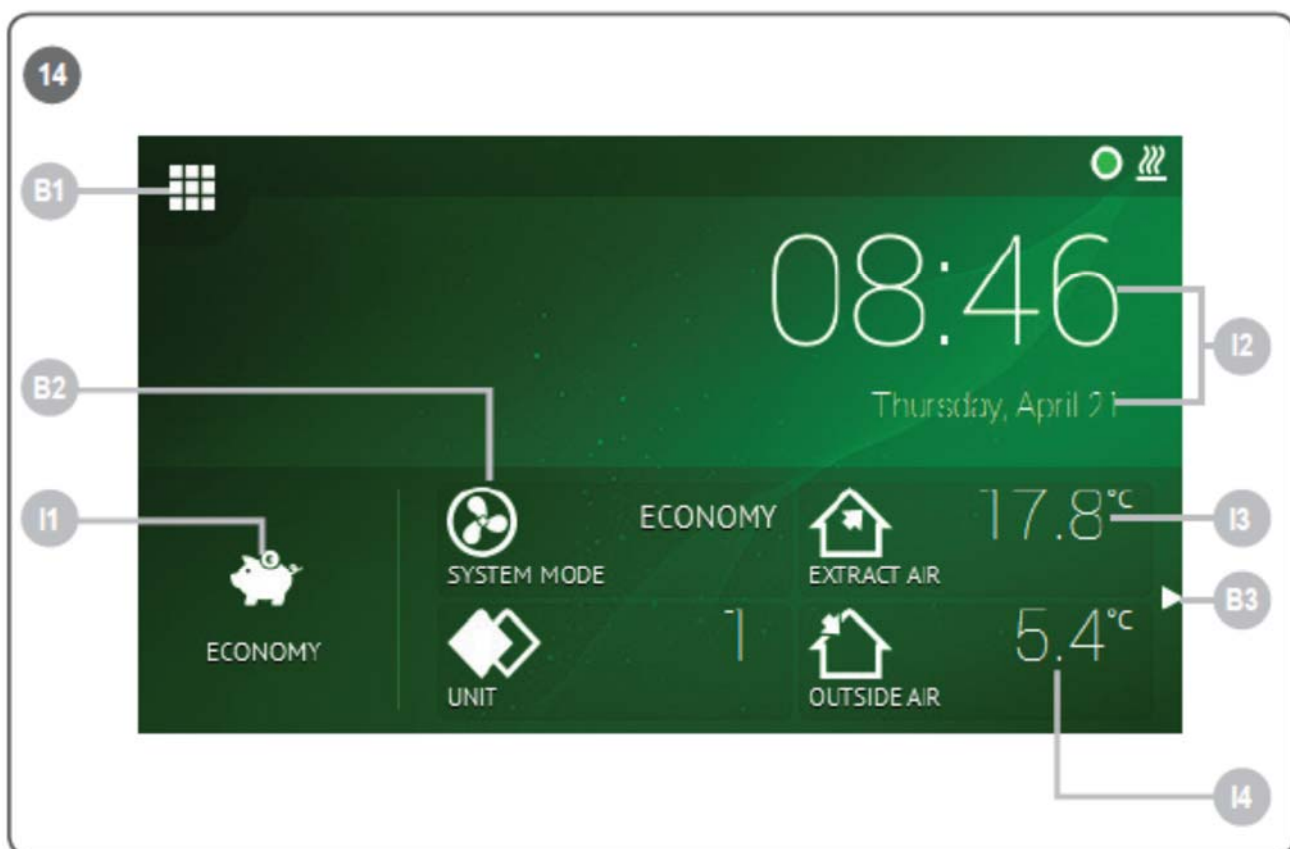 14
B1
08:46
I2
B2
Thursday, April 21
I1
ECONOMY
17.8°C
I3
SYSTEM MODE
EXTRACT AIR
B3
€
1
5.4°C
ECONOMY
UNIT
OUTSIDE AIR
I4